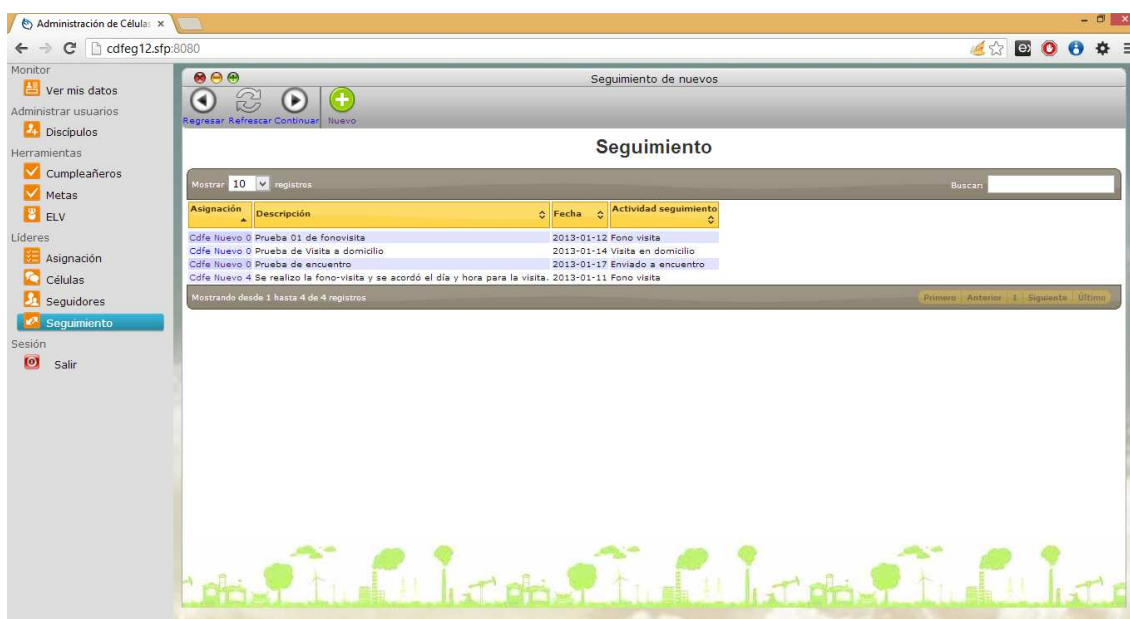 Administración de Célula:
cdfeg12.sfp:8080
Monitor
Ver mis datos
Administrar usuarios
Discípulos
Herramientas
Cumpleañeros
Metas
ELV
Líderes
Asignación
Células
Seguidores
Seguimiento
Sesión
Salir
Seguimiento de nuevos
Regresar Refrescar Continuar Nuevo
Seguimiento
Mostrar 10 registros Buscar:
Asignación Descripción Fecha Actividad seguimiento
Cdfe Nuevo 0 Prueba 01 de fonovisita 2013-01-12 Fono visita
Cdfe Nuevo 0 Prueba de Visita a domicilio 2013-01-14 Visita en domicilio
Cdfe Nuevo 0 Prueba de encuentro 2013-01-17 Enviado a encuentro
Cdfe Nuevo 4 Se realizo la fono-visita y se acordó el día y hora para la visita. 2013-01-11 Fono visita
Mostrando desde 1 hasta 4 de 4 registros Primero Anterior 1 Siguiente Último